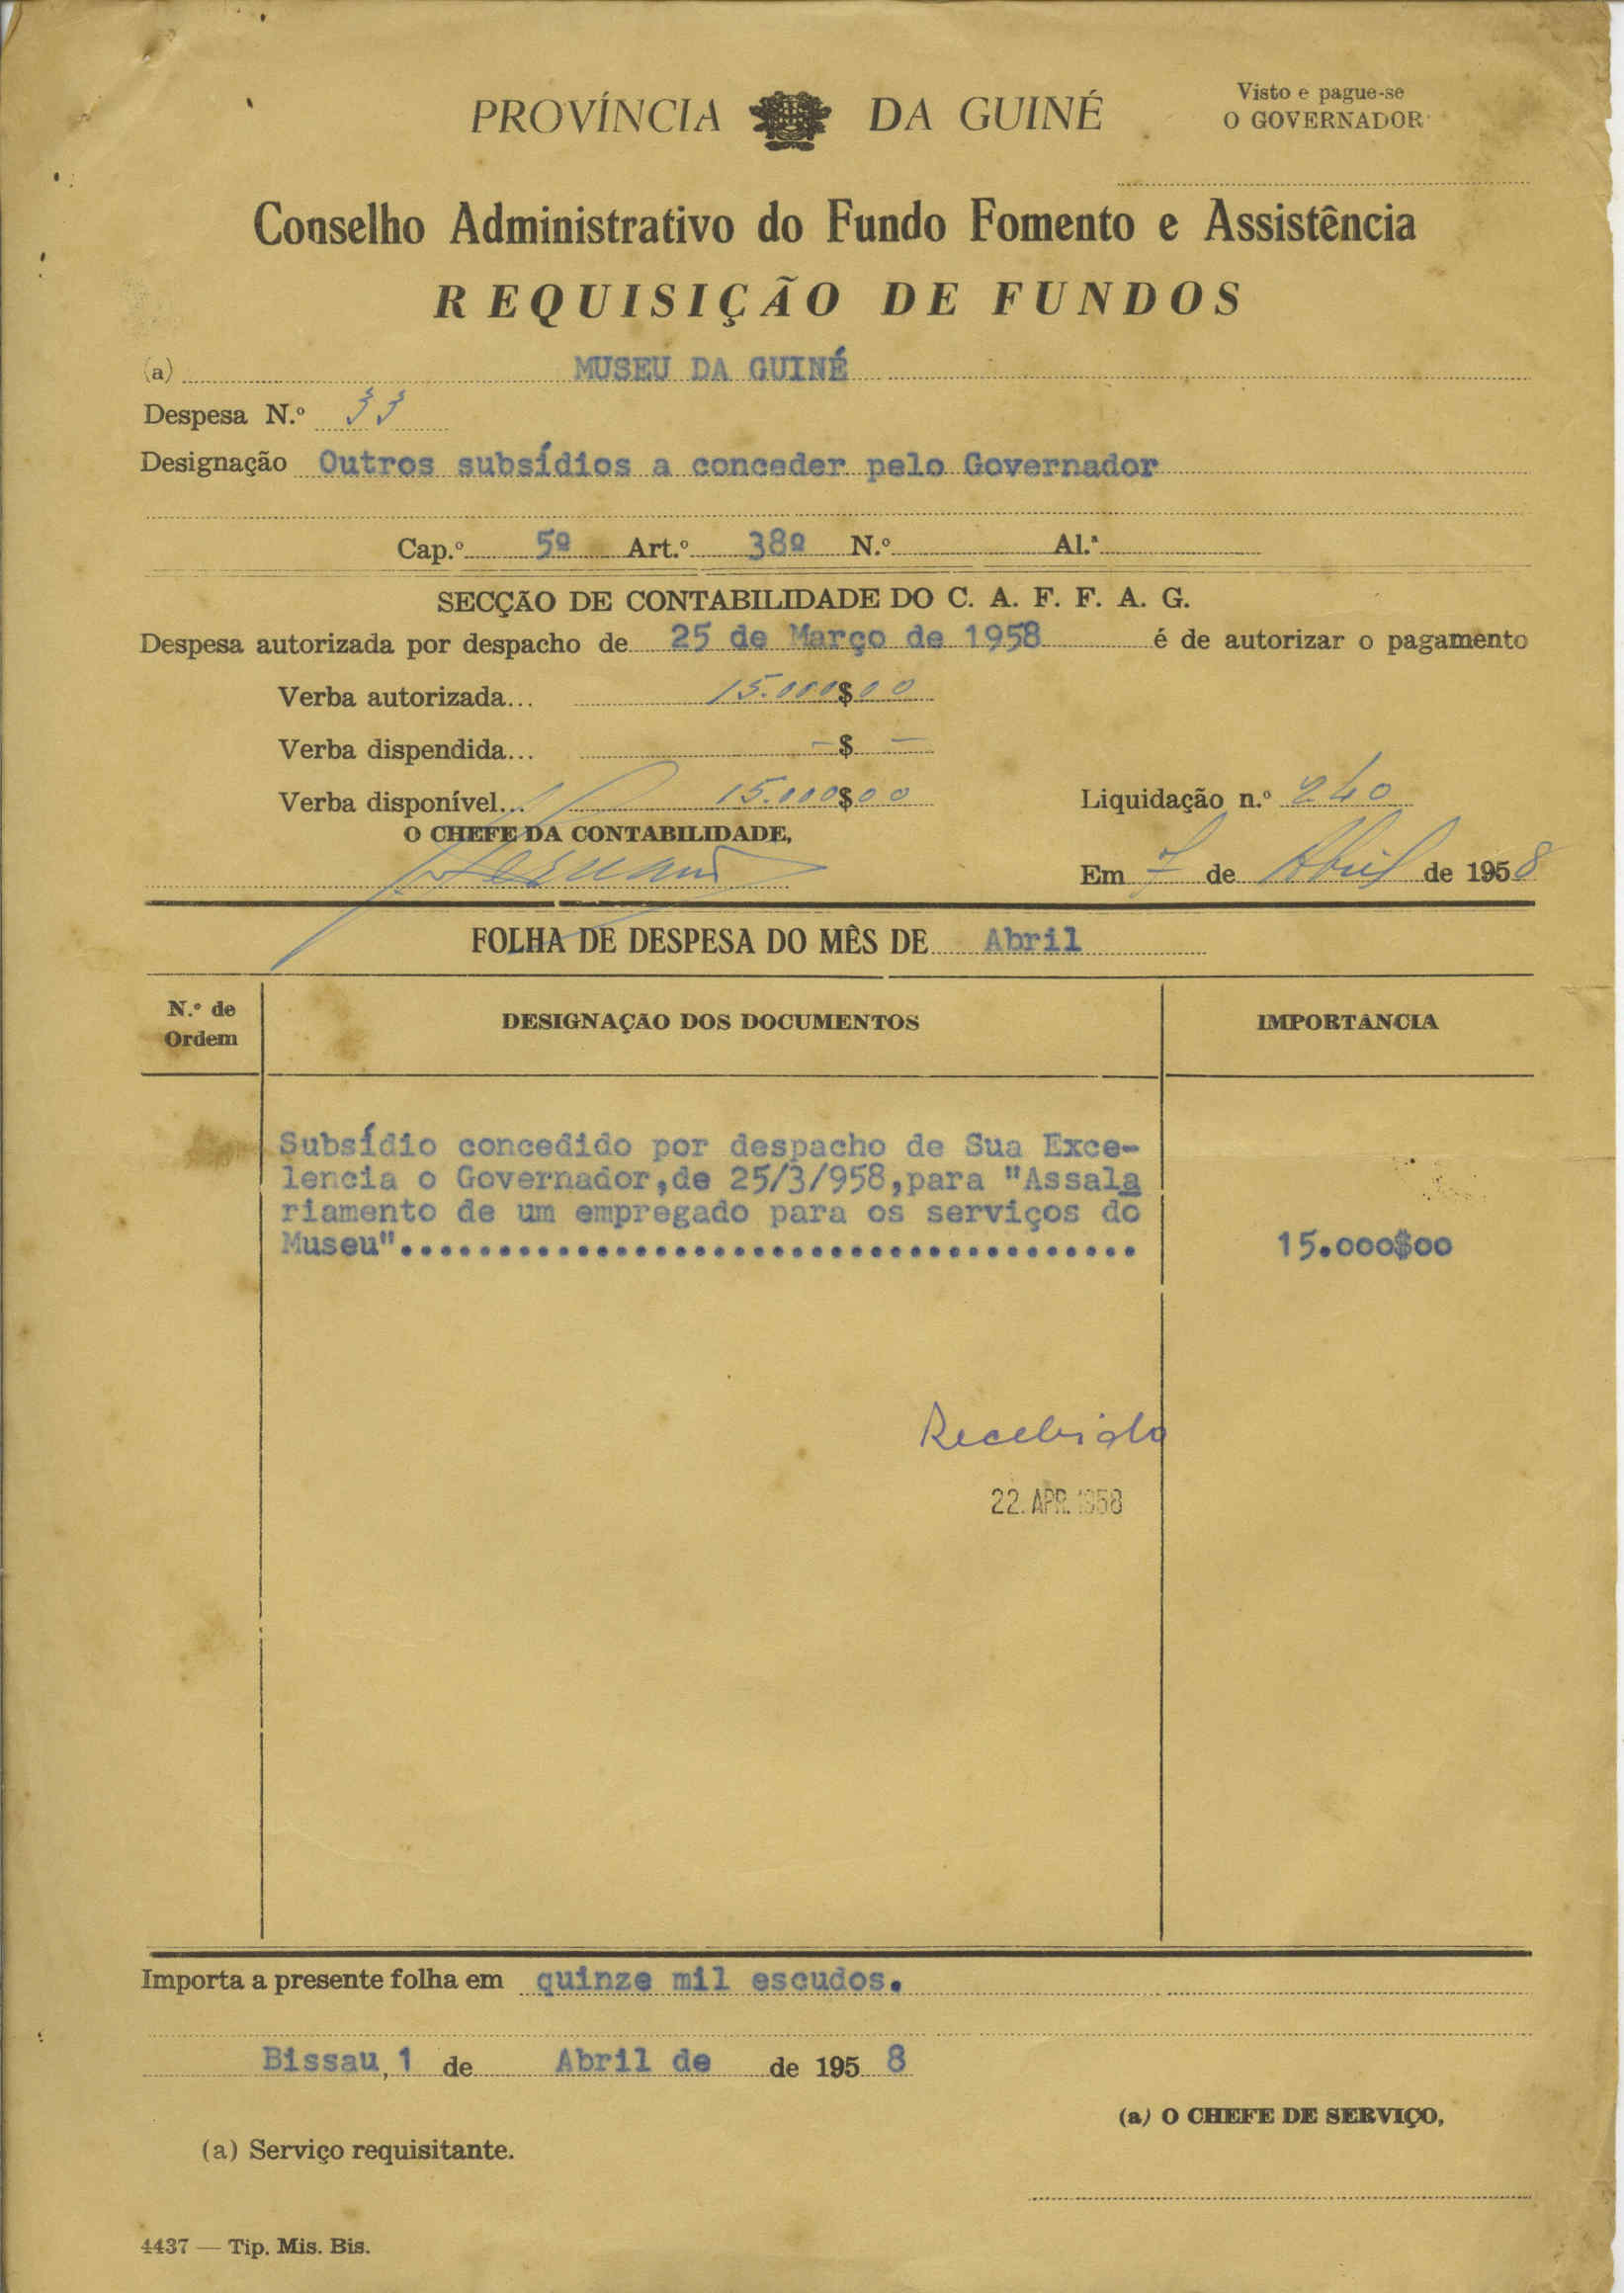 PROVÍNCIA DA GUINÉ
Visto e pague-se
O GOVERNADOR
Conselho Administrativo do Fundo Fomento e Assistência
REQUISIÇÃO DE FUNDOS
(a) MUSEU DA GUINÉ
Despesa N.º 33
Designação Outros subsídios a conceder pelo Governador
Cap.º 5º Art.º 38º N.º Al.ª
SECÇÃO DE CONTABILIDADE DO C. A. F. F. A. G.
Despesa autorizada por despacho de 25 de Março de 1958 é de autorizar o pagamento
Verba autorizada... 15.000$00
Verba dispendida... -$ -
Verba disponível... 15.000$00
Liquidação n.º 240
O CHEFE DA CONTABILIDADE,
Em 7 de Abril de 1958
FOLHA DE DESPESA DO MÊS DE Abril
N.º de
Ordem
DESIGNAÇÃO DOS DOCUMENTOS
IMPORTÂNCIA
Subsídio concedido por despacho de Sua Exce-
lencia o Governador,de 25/3/958,para "Assala
riamento de um empregado para os serviços do
Museu"...................................... 15.000$00
Recebido
22. APR. 1958
Importa a presente folha em quinze mil escudos.
Bissau, 1 de Abril de de 195 8
(a) O CHEFE DE SERVIÇO,
(a) Serviço requisitante.
4437 — Tip. Mis. Bis.